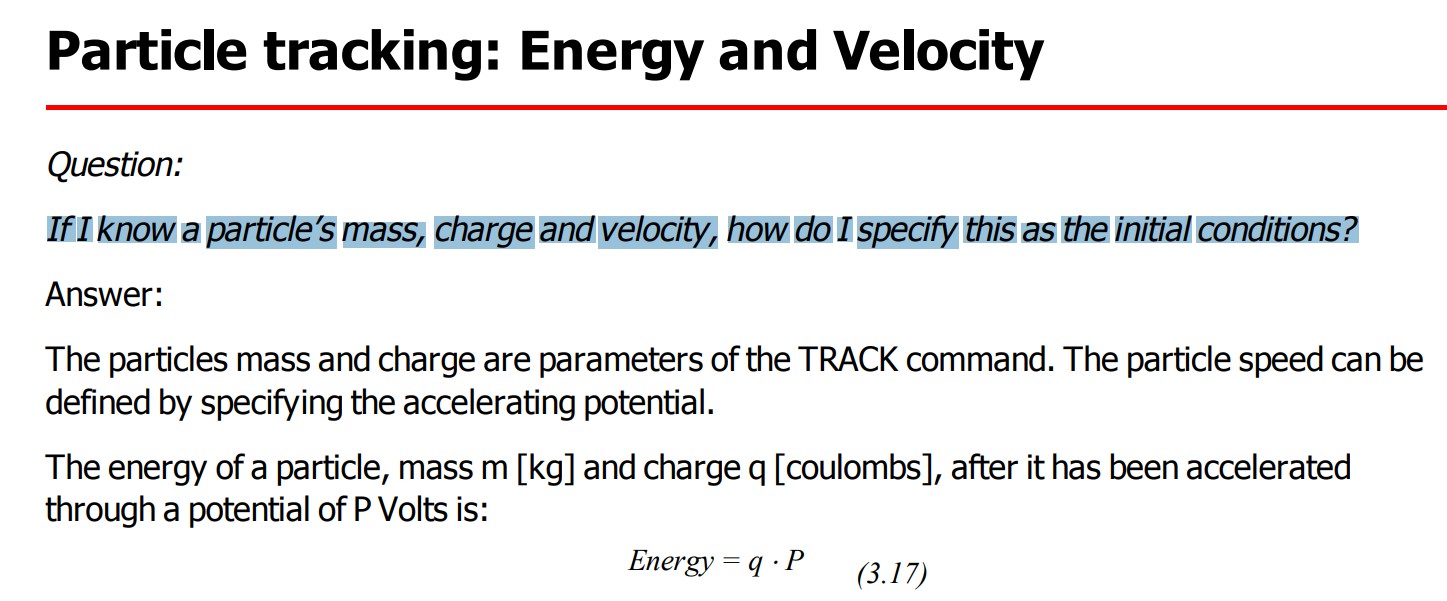 Particle tracking: Energy and Velocity
Question:
If I know a particle’s mass, charge and velocity, how do I specify this as the initial conditions?
Answer:
The particles mass and charge are parameters of the TRACK command. The particle speed can be
defined by specifying the accelerating potential.
The energy of a particle, mass m [kg] and charge q [coulombs], after it has been accelerated
through a potential of P Volts is:
Energy = q · P (3.17)